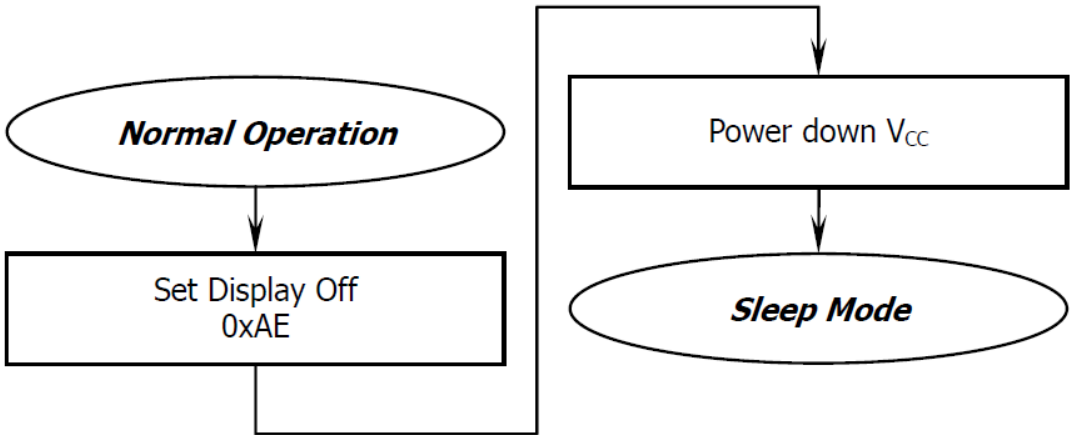 Normal Operation
Set Display Off
0xAE
Power down VCC
Sleep Mode